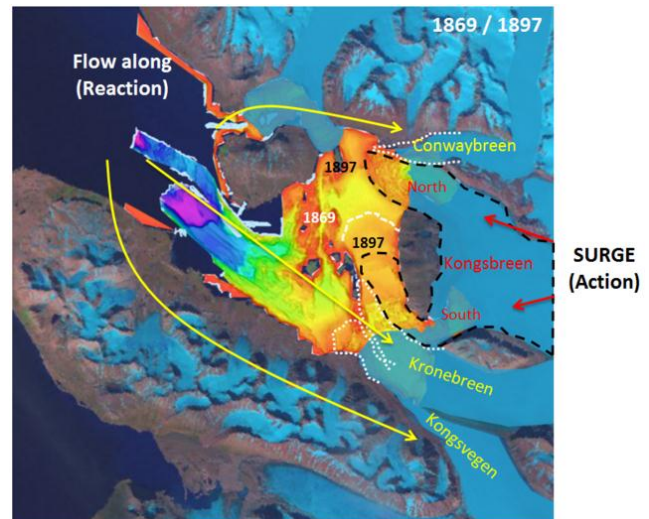 1869 / 1897
Flow along
(Reaction)
Conwaybreen
1897
North
1869
1897
Kongsbreen
SURGE
(Action)
South
Kronebreen
Kongsvegen